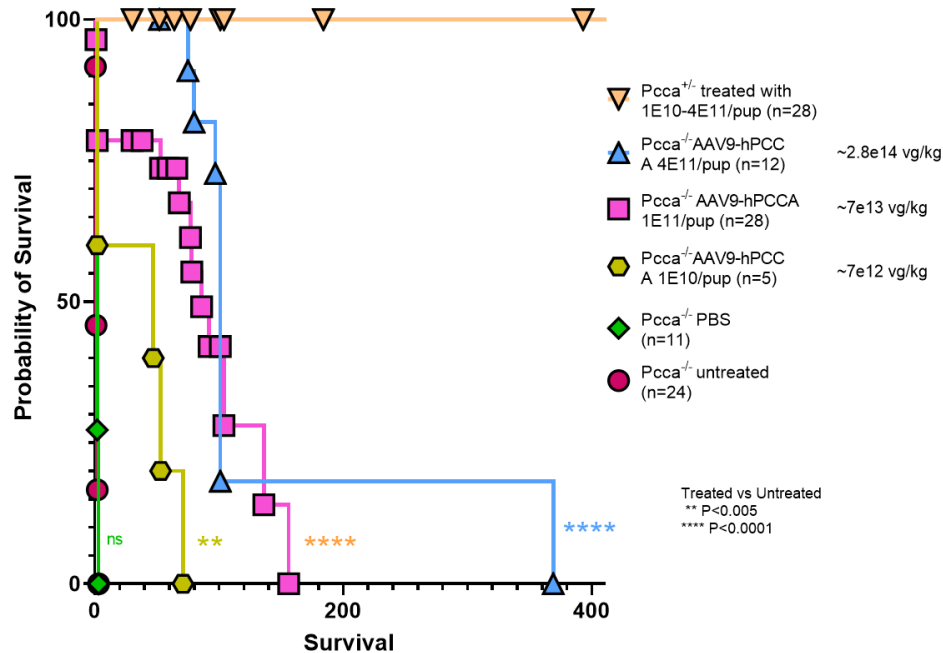 100
50
0
0
200
400
Probability of Survival
Survival
ns
**
****
****
Pcca+/- treated with
1E10-4E11/pup (n=28)
Pcca-/-AAV9-hPCC
A 4E11/pup (n=12)
~2.8e14 vg/kg
Pcca-/- AAV9-hPCCA
1E11/pup (n=28)
~7e13 vg/kg
Pcca-/-AAV9-hPCC
A 1E10/pup (n=5)
~7e12 vg/kg
Pcca-/- PBS
(n=11)
Pcca-/- untreated
(n=24)
Treated vs Untreated
** P<0.005
**** P<0.0001